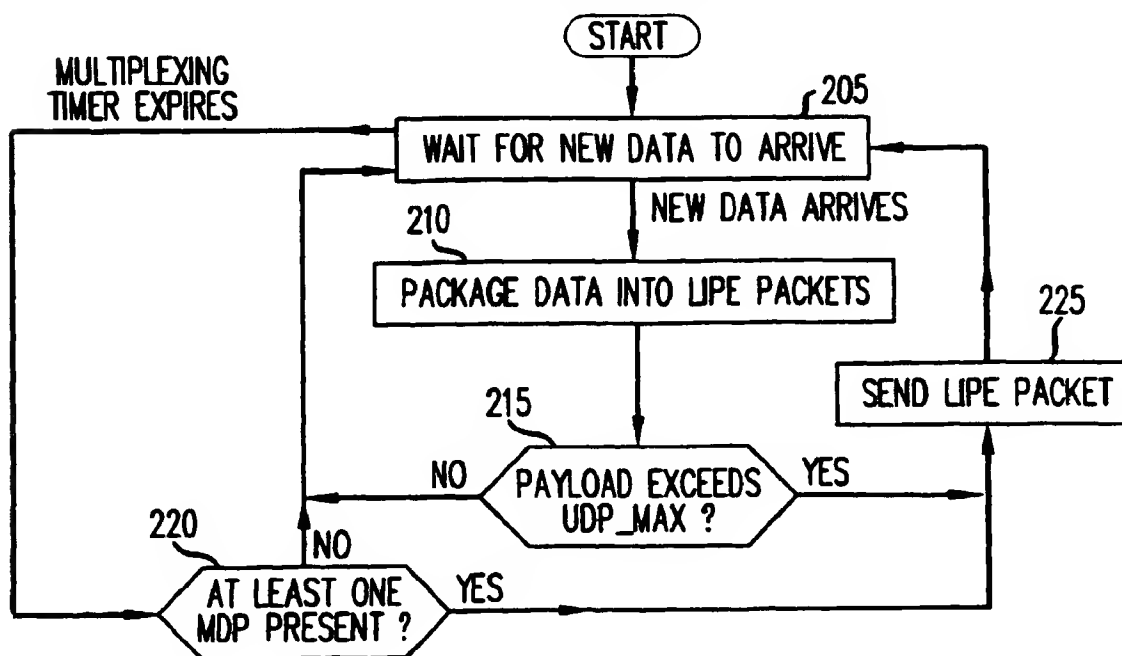 START
MULTIPLEXING
TIMER EXPIRES
205
WAIT FOR NEW DATA TO ARRIVE
NEW DATA ARRIVES
210
PACKAGE DATA INTO LIPE PACKETS
225
SEND LIPE PACKET
215
NO
PAYLOAD EXCEEDS
UDP_MAX ?
YES
220
NO
AT LEAST ONE
MDP PRESENT ?
YES